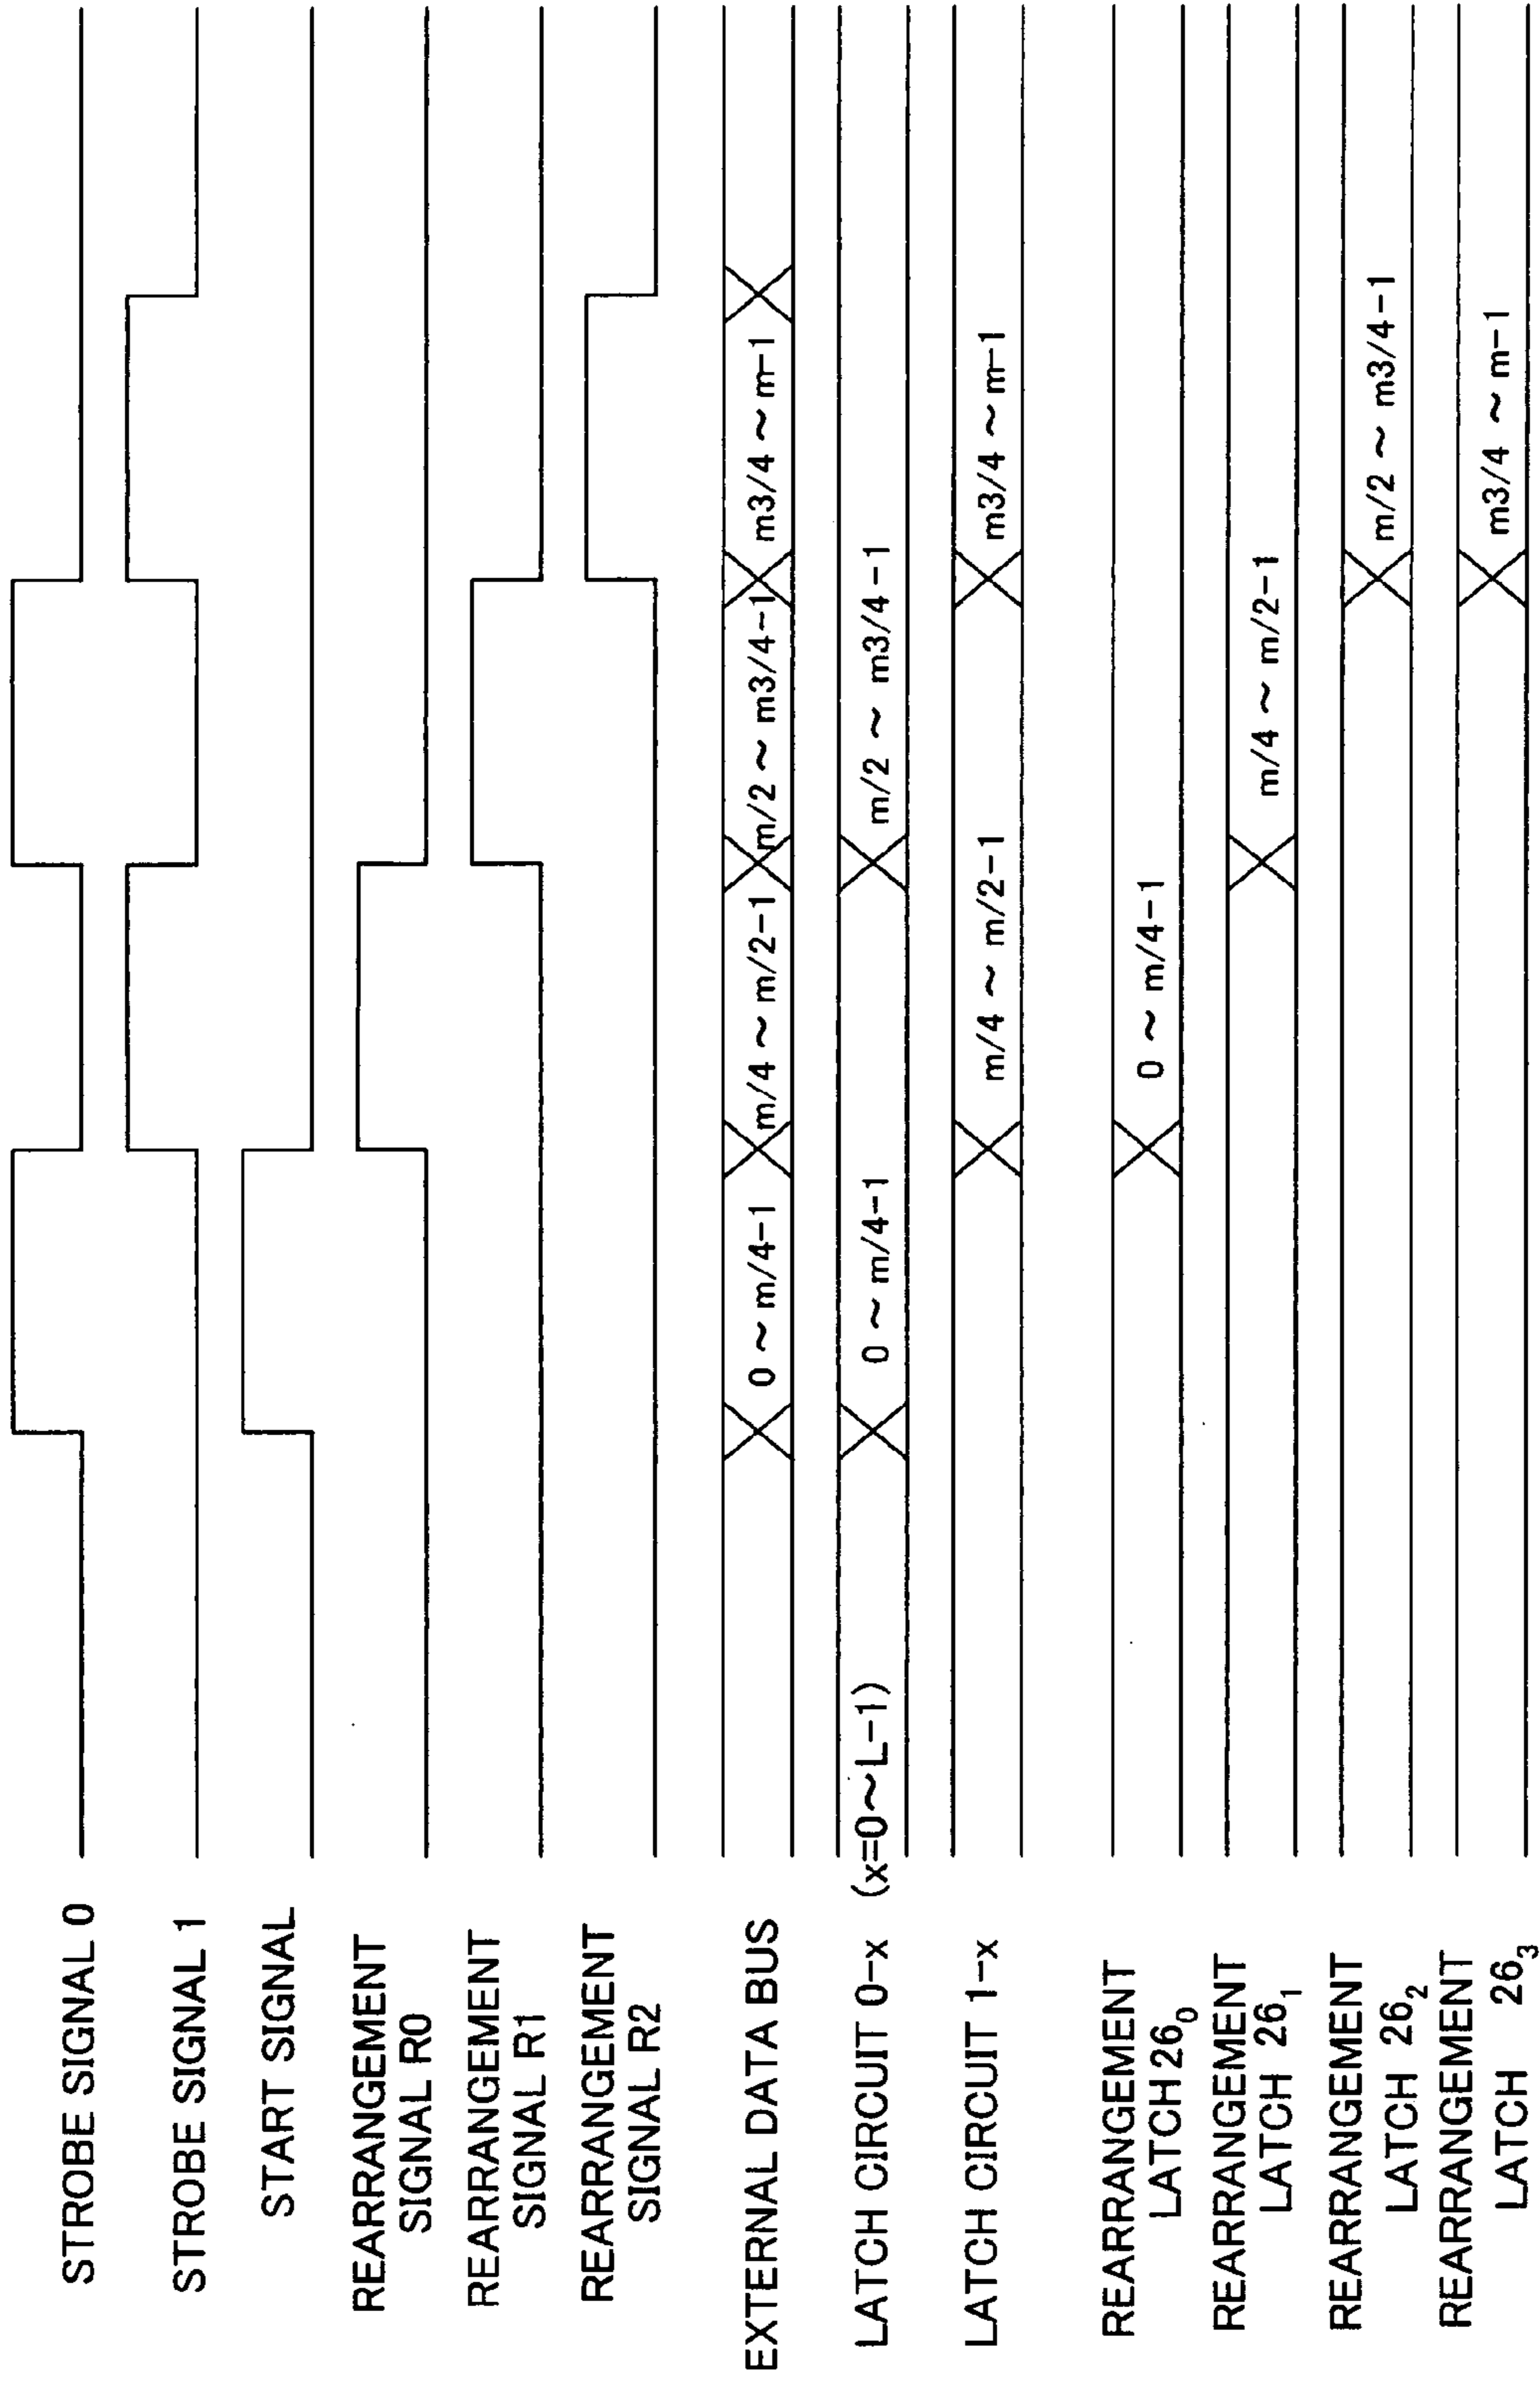 STROBE SIGNAL 0
STROBE SIGNAL 1
START SIGNAL
REARRANGEMENT
SIGNAL R0
REARRANGEMENT
SIGNAL R1
REARRANGEMENT
SIGNAL R2
EXTERNAL DATA BUS
0 ~ m/4-1
m/4 ~ m/2-1
m/2 ~ m3/4-1
m3/4 ~ m-1
LATCH CIRCUIT 0-x (x=0~L-1)
0 ~ m/4-1
m/2 ~ m3/4-1
LATCH CIRCUIT 1-x
m/4 ~ m/2-1
m3/4 ~ m-1
REARRANGEMENT
LATCH 26₀
0 ~ m/4-1
REARRANGEMENT
LATCH 26₁
m/4 ~ m/2-1
REARRANGEMENT
LATCH 26₂
m/2 ~ m3/4-1
REARRANGEMENT
LATCH 26₃
m3/4 ~ m-1